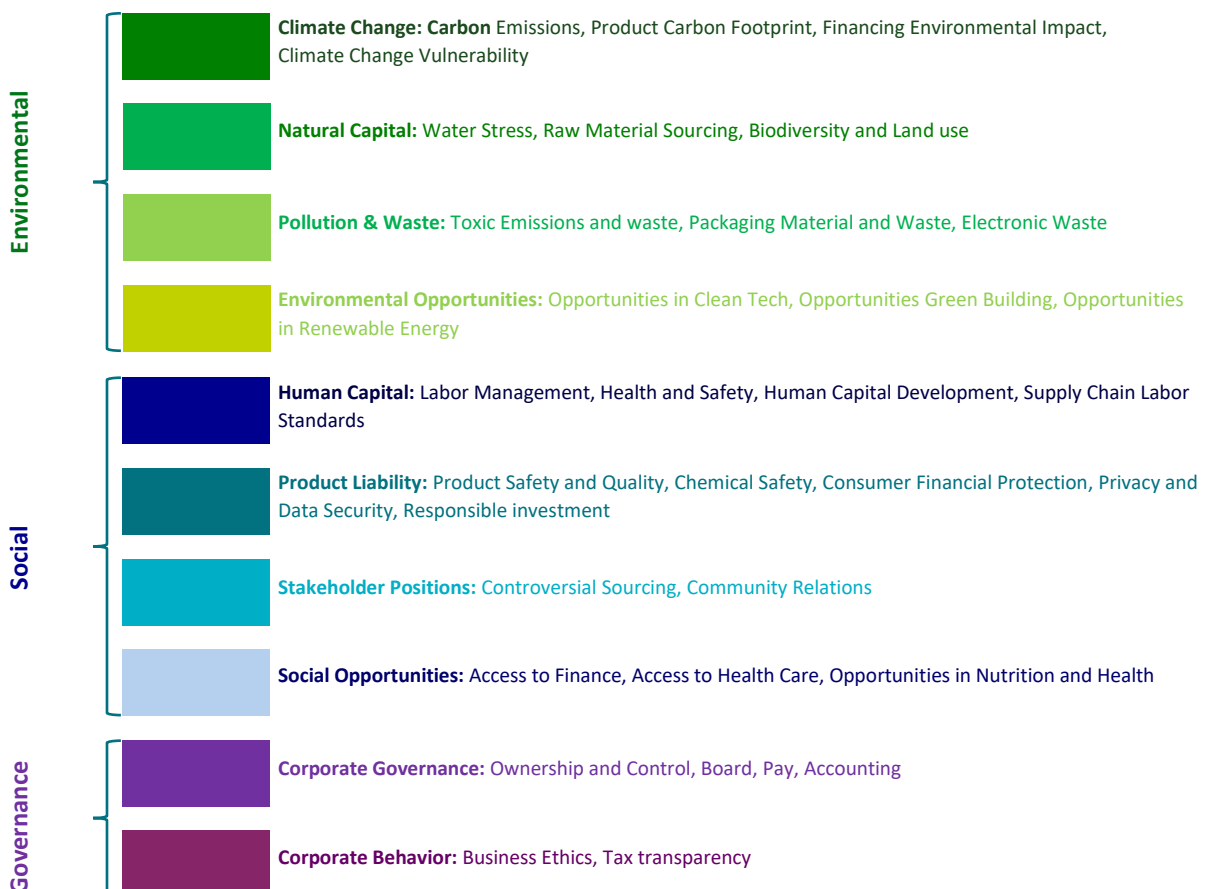 Environmental
Climate Change: Carbon Emissions, Product Carbon Footprint, Financing Environmental Impact,
Climate Change Vulnerability
Natural Capital: Water Stress, Raw Material Sourcing, Biodiversity and Land use
Pollution & Waste: Toxic Emissions and waste, Packaging Material and Waste, Electronic Waste
Environmental Opportunities: Opportunities in Clean Tech, Opportunities Green Building, Opportunities
in Renewable Energy
Social
Human Capital: Labor Management, Health and Safety, Human Capital Development, Supply Chain Labor
Standards
Product Liability: Product Safety and Quality, Chemical Safety, Consumer Financial Protection, Privacy and
Data Security, Responsible investment
Stakeholder Positions: Controversial Sourcing, Community Relations
Social Opportunities: Access to Finance, Access to Health Care, Opportunities in Nutrition and Health
Governance
Corporate Governance: Ownership and Control, Board, Pay, Accounting
Corporate Behavior: Business Ethics, Tax transparency